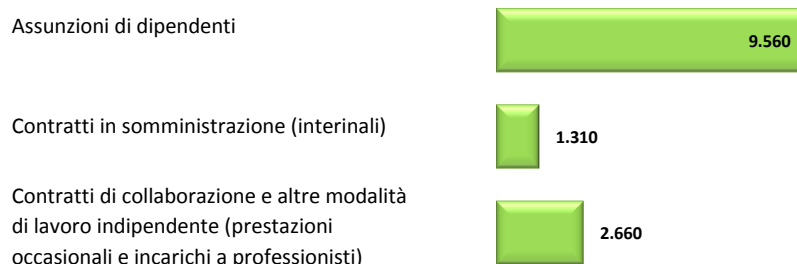 Assunzioni di dipendenti
9.560
Contratti in somministrazione (interinali)
1.310
Contratti di collaborazione e altre modalità
di lavoro indipendente (prestazioni
occasionali e incarichi a professionisti)
2.660